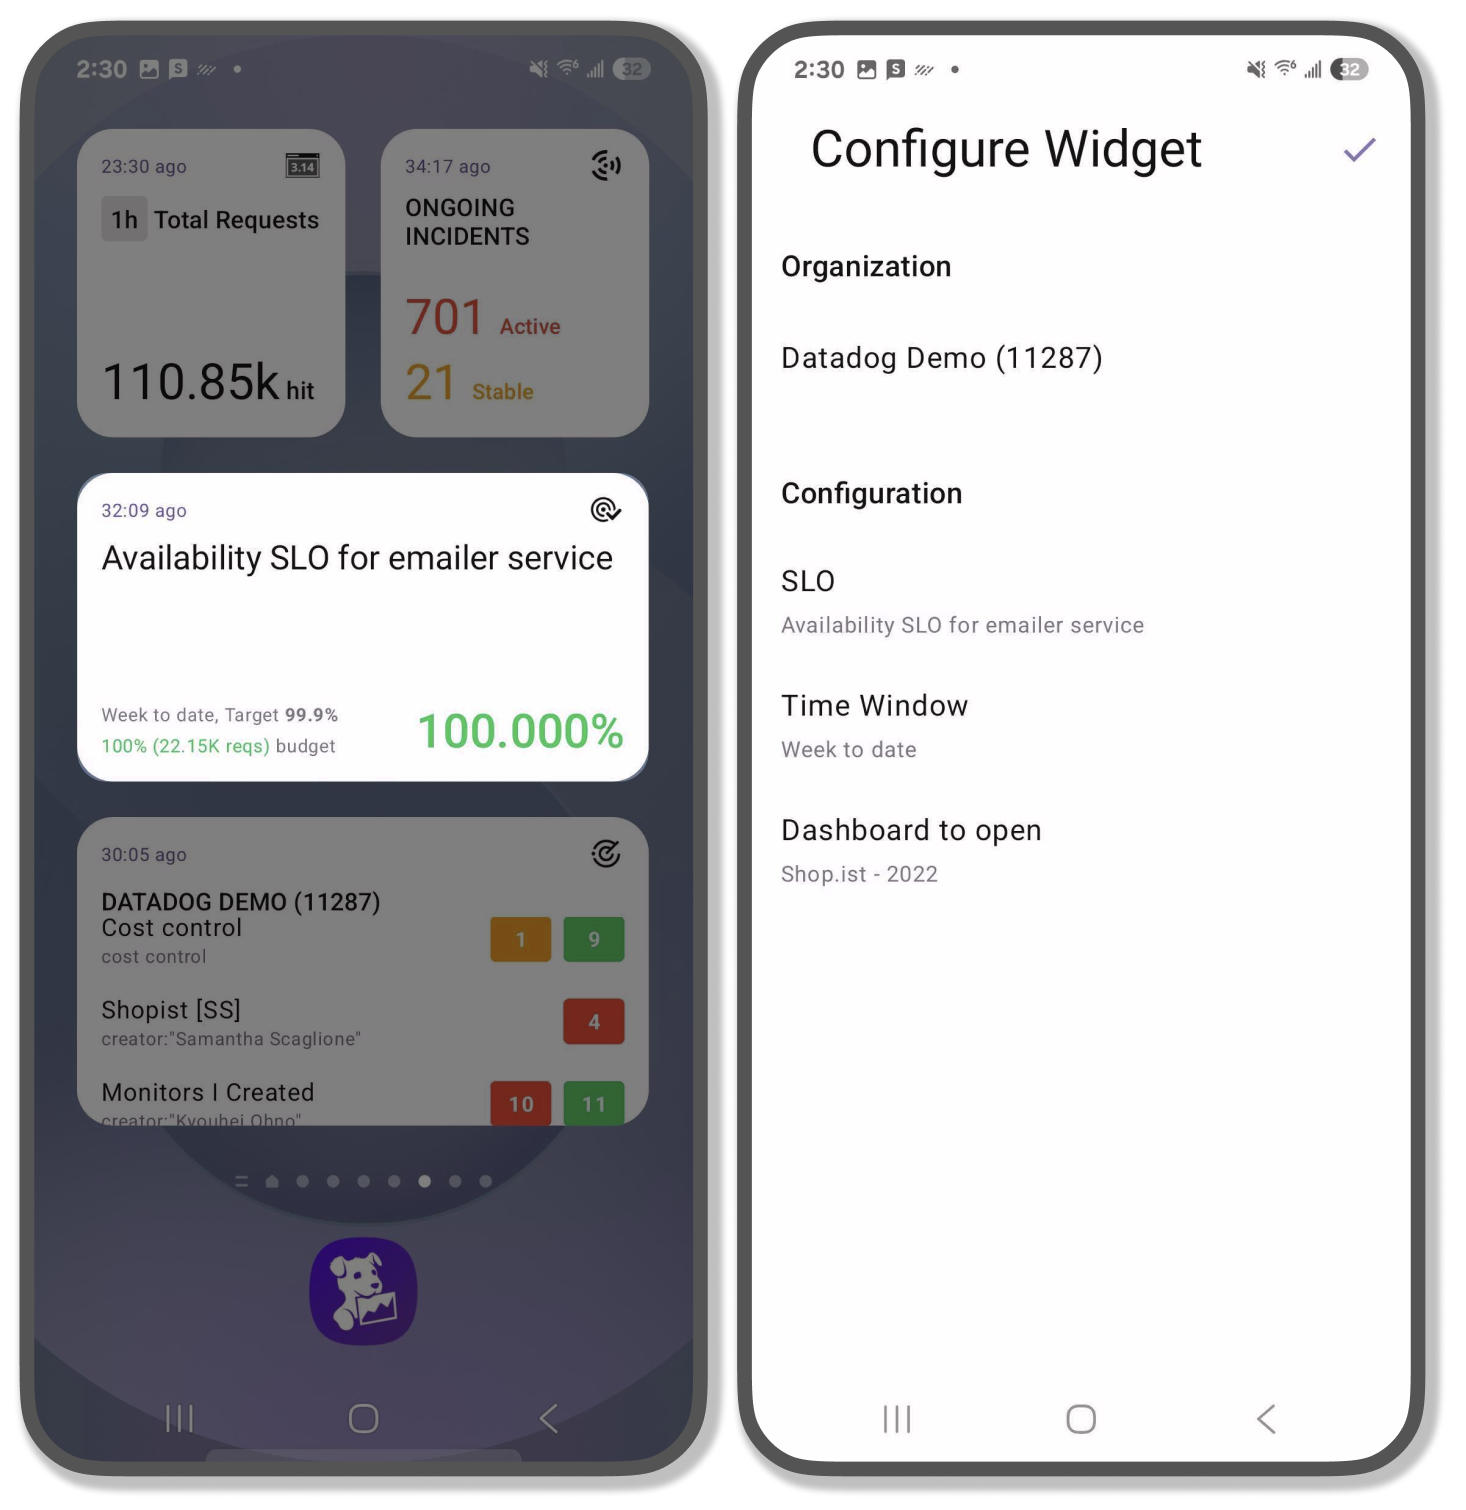 2:30
32
23:30 ago
3.14
1h Total Requests
110.85k hit
34:17 ago
ONGOING
INCIDENTS
701 Active
21 Stable
32:09 ago
Availability SLO for emailer service
Week to date, Target 99.9%
100% (22.15K reqs) budget
100.000%
30:05 ago
DATADOG DEMO (11287)
Cost control
cost control
1 9
Shopist [SS]
creator:"Samantha Scaglione"
4
Monitors I Created
creator:"Kyouhei Ohno"
10 11
2:30
32
Configure Widget
Organization
Datadog Demo (11287)
Configuration
SLO
Availability SLO for emailer service
Time Window
Week to date
Dashboard to open
Shop.ist - 2022